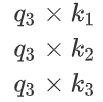 q₃ × k₁
q₃ × k₂
q₃ × k₃